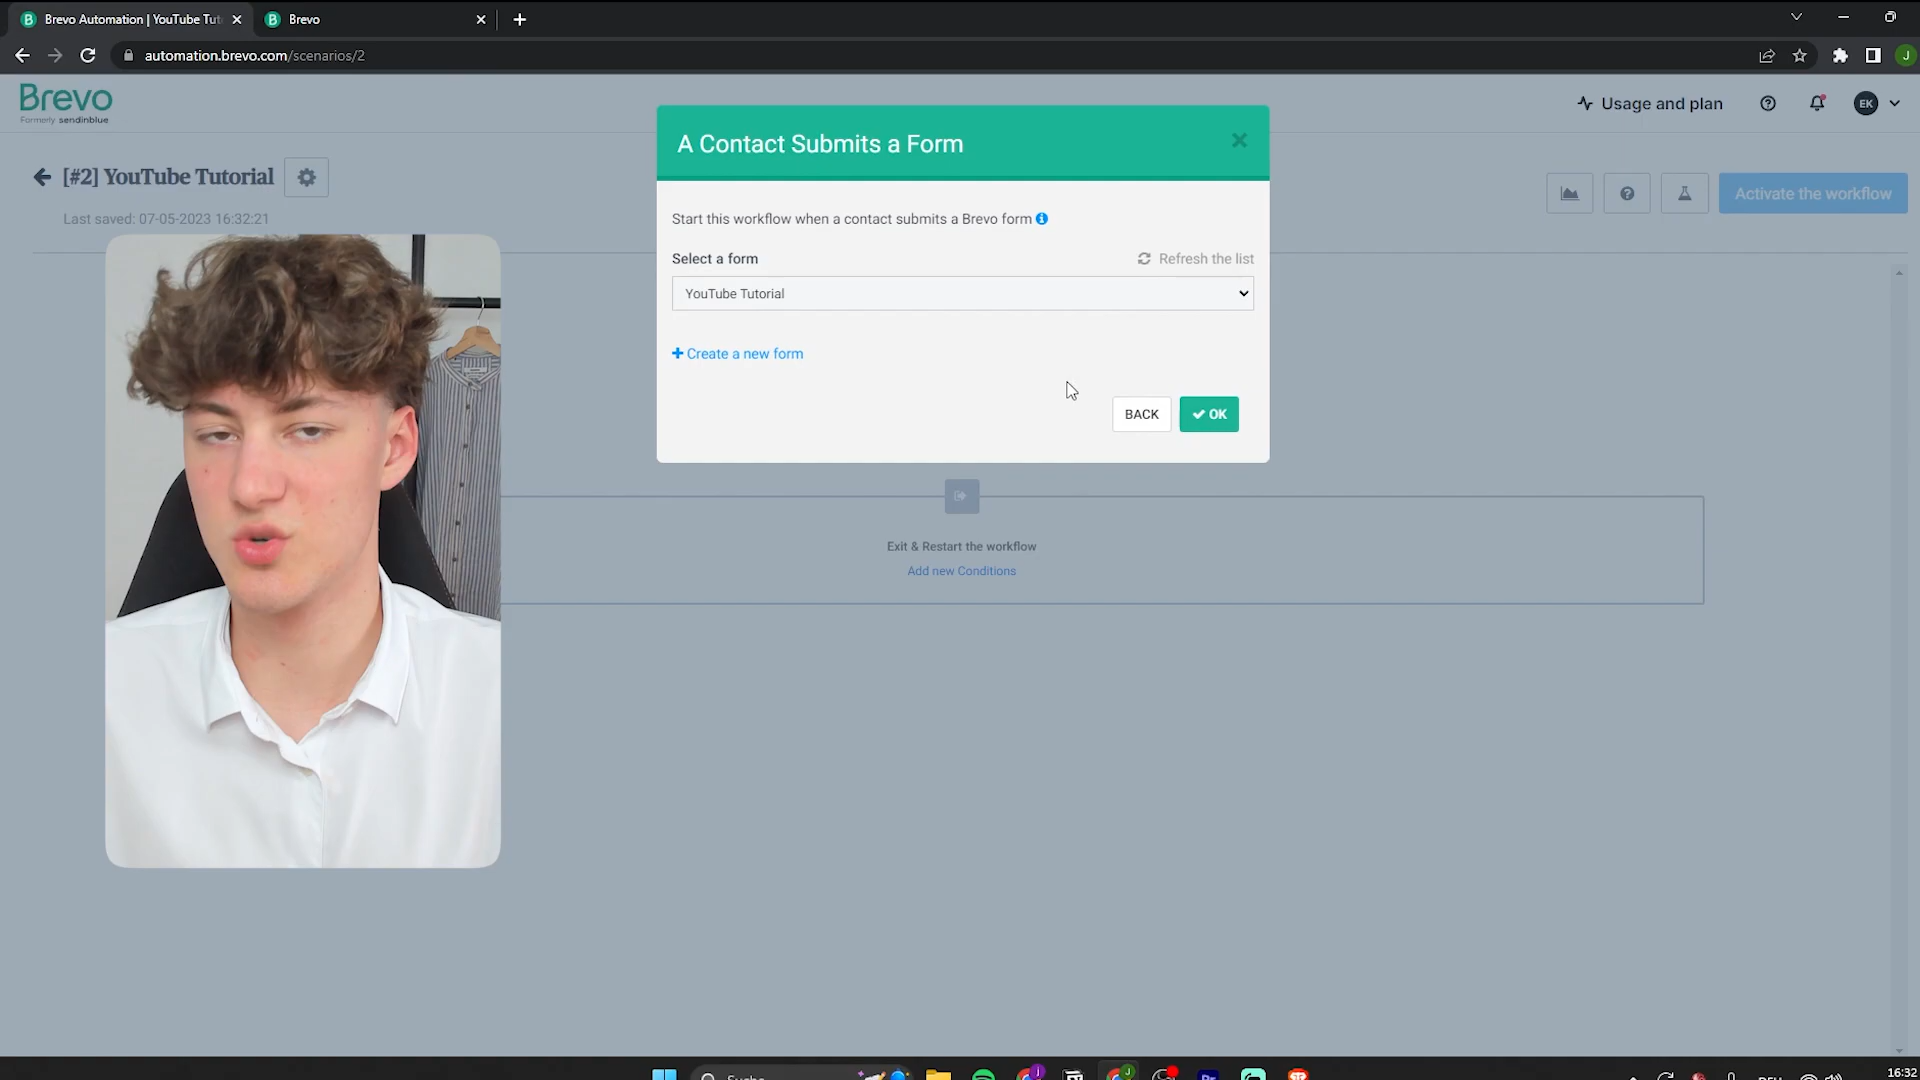 Brevo Automation | YouTube Tut
Brevo
automation.brevo.com/scenarios/2
Brevo
Formerly sendinblue
Usage and plan
EK
J
[#2] YouTube Tutorial
Last saved: 07-05-2023 16:32:21
Activate the workflow
A Contact Submits a Form
Start this workflow when a contact submits a Brevo form
Select a form
Refresh the list
YouTube Tutorial
Create a new form
BACK
OK
Exit & Restart the workflow
Add new Conditions
Suche
Pr
16:32